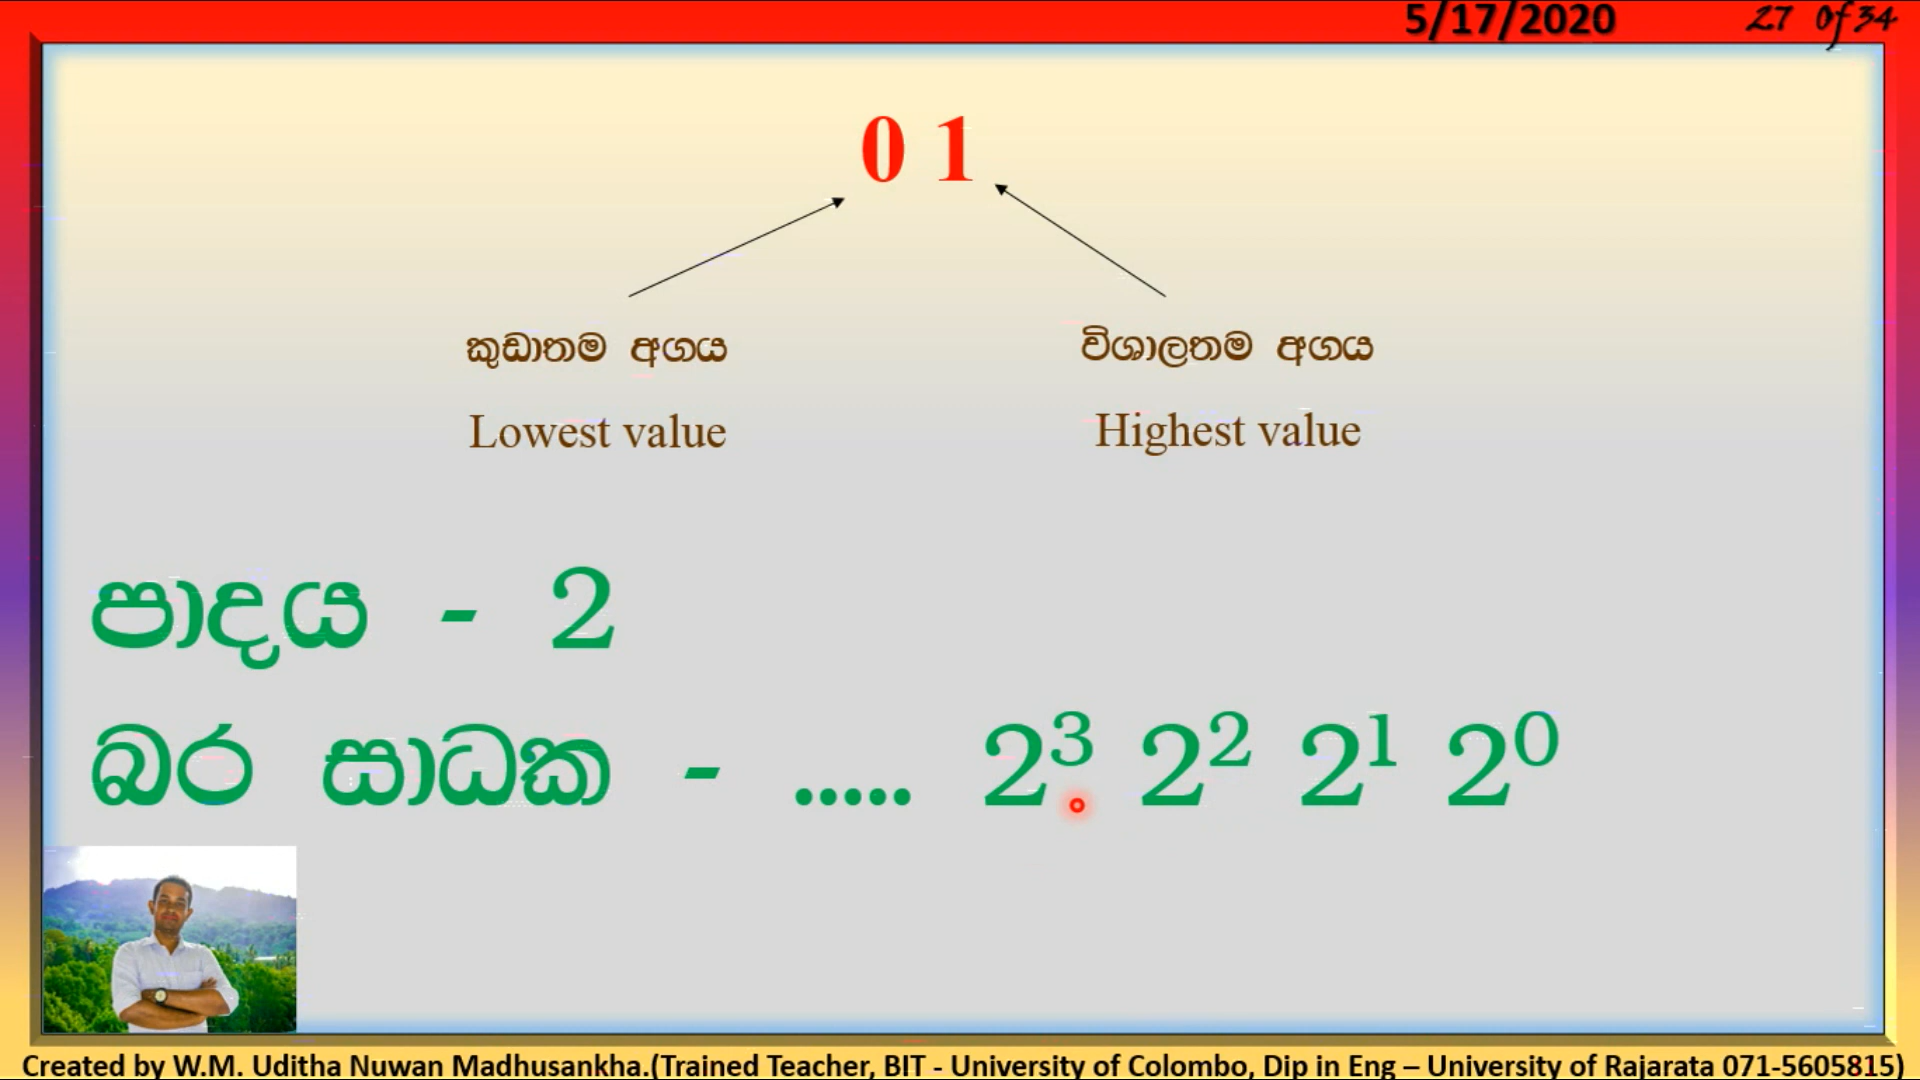 5/17/2020 27 of 34
0 1
කුඩාතම අගය විශාලතම අගය
Lowest value Highest value
පාදය - 2
බර සාධක - ..... 2³ 2² 2¹ 2⁰
Created by W.M. Uditha Nuwan Madhusankha.(Trained Teacher, BIT - University of Colombo, Dip in Eng – University of Rajarata 071-5605815)